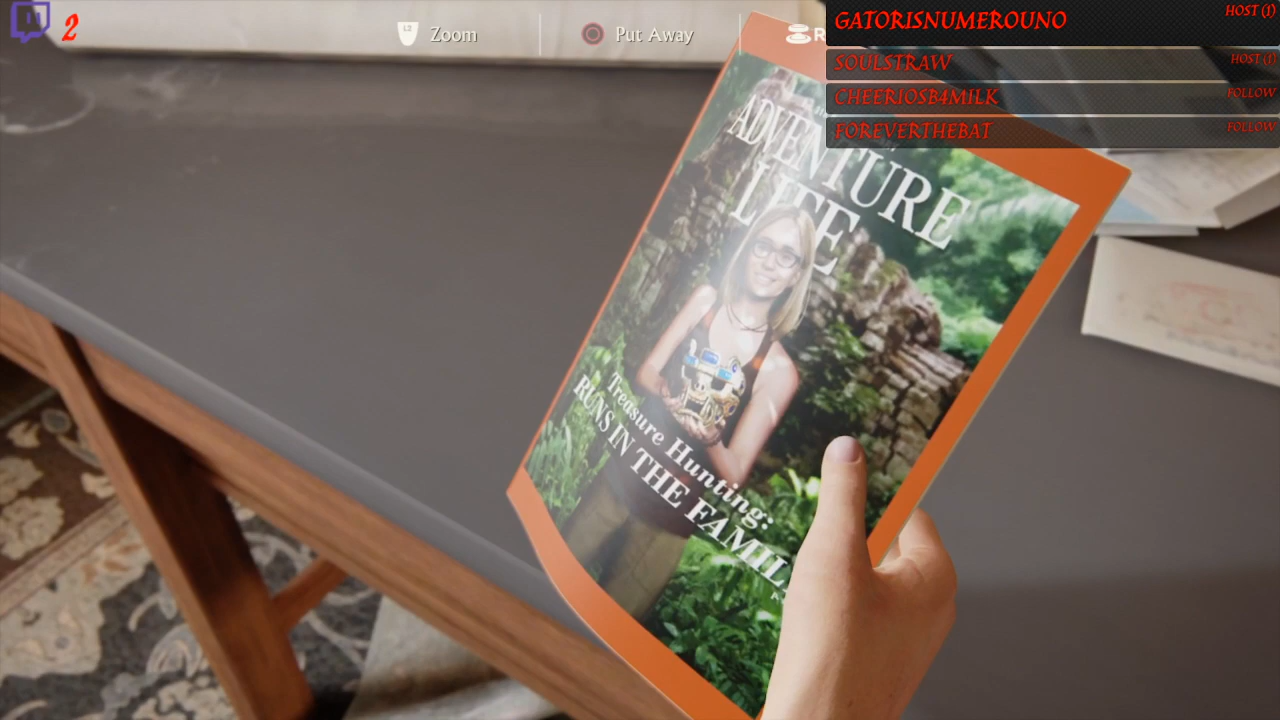 2
L2 Zoom
Put Away
R
GATORISNUMEROUNO HOST (1)
SOULSTRAW HOST (1)
CHEERIOSB4MILK FOLLOW
FOREVERTHEBAT FOLLOW
ADVENTURE
LIFE
Treasure Hunting:
RUNS IN THE FAMIL